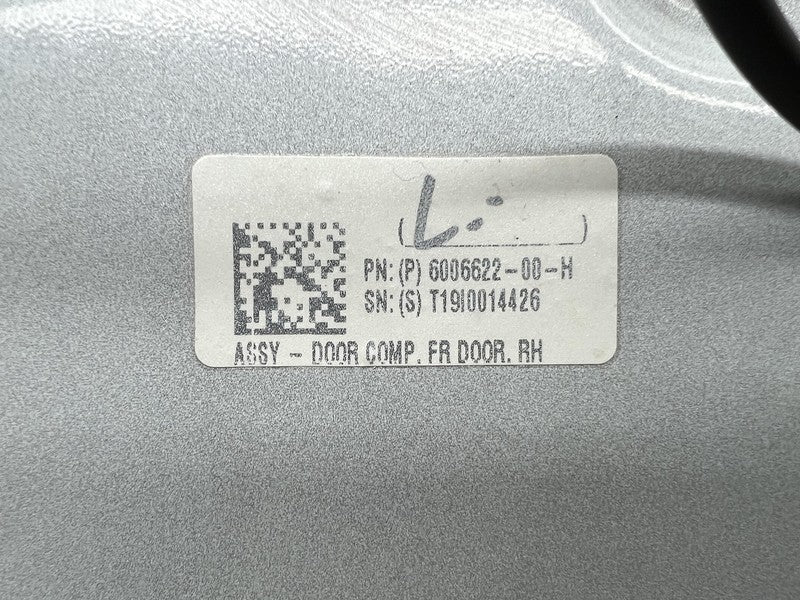 PN: (P) 6006622-00-H
SN: (S) T19I0014426
ASSY - DOOR COMP. FR DOOR. RH